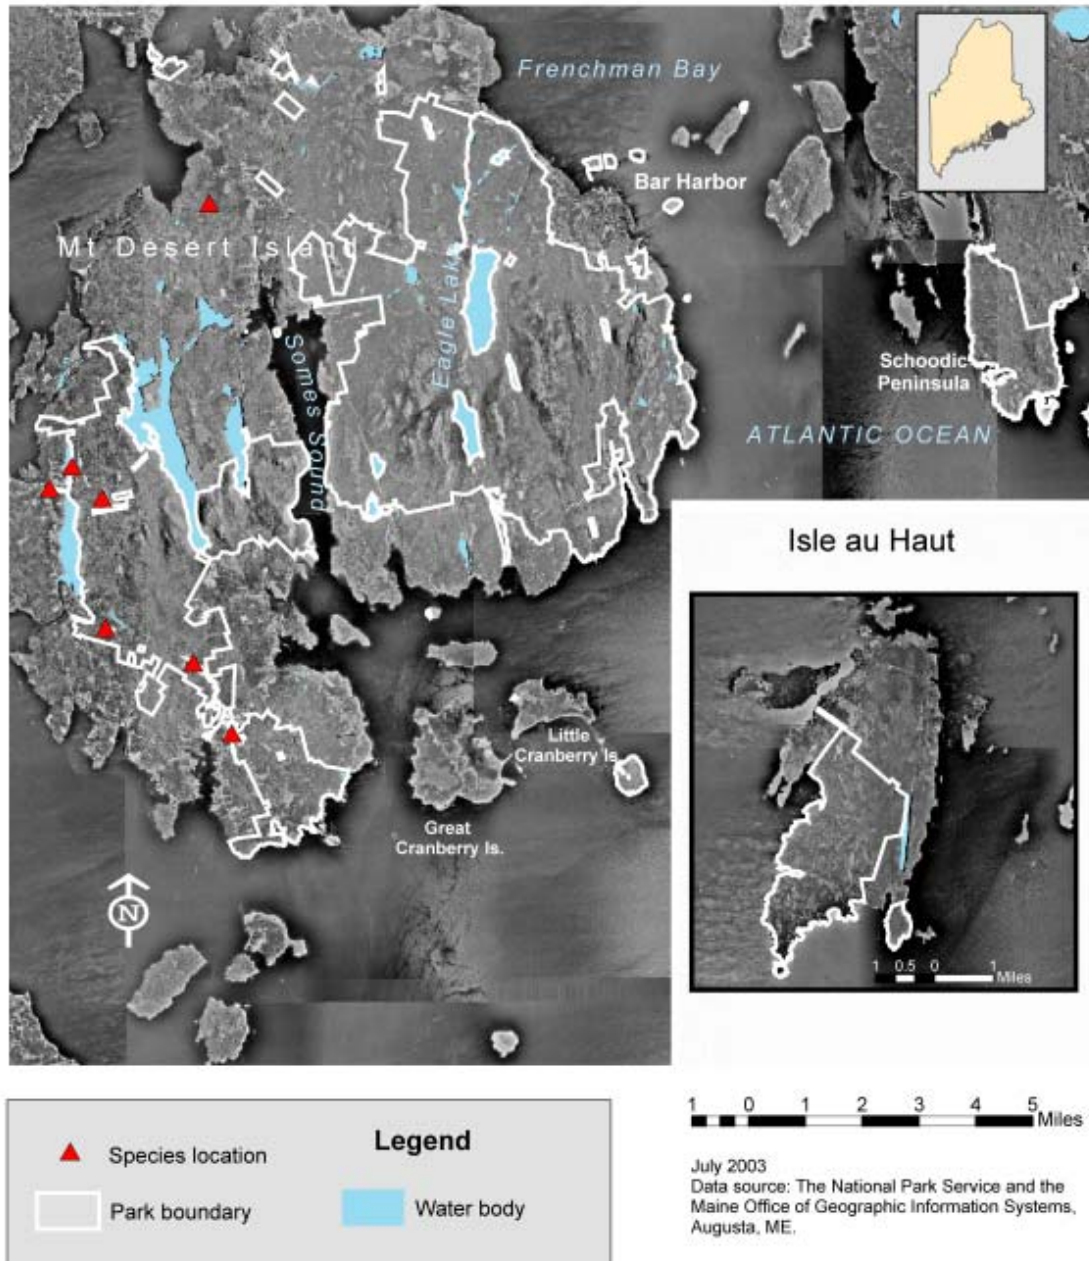 Frenchman Bay
Bar Harbor
Mt Desert Island
Eagle Lake
Somes Sound
Schoodic
Peninsula
ATLANTIC OCEAN
Isle au Haut
Little
Cranberry Is
Great
Cranberry Is.
N
1 0.5 0 1
Miles
Legend
Species location
Park boundary
Water body
1 0 1 2 3 4 5
Miles
July 2003
Data source: The National Park Service and the
Maine Office of Geographic Information Systems,
Augusta, ME.